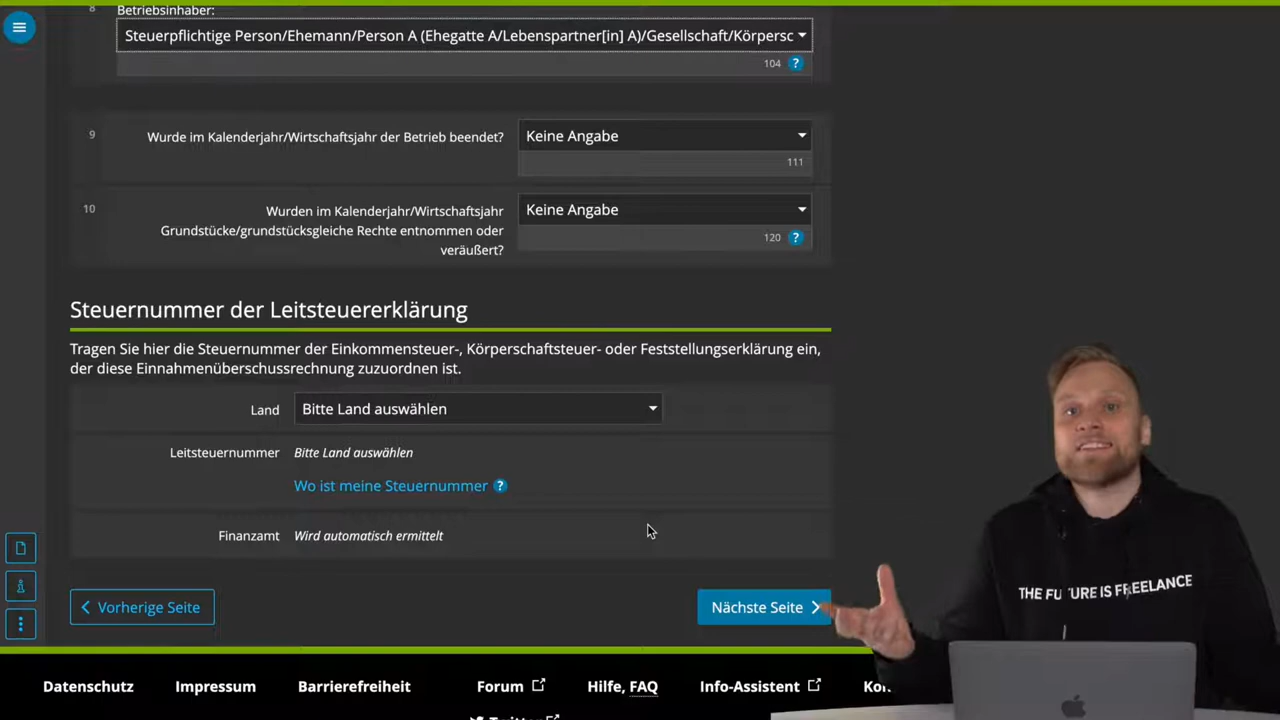 8
Betriebsinhaber:
Steuerpflichtige Person/Ehemann/Person A (Ehegatte A/Lebenspartner[in] A)/Gesellschaft/Körpersc
104 ?
9 Wurde im Kalenderjahr/Wirtschaftsjahr der Betrieb beendet? Keine Angabe
111
10 Wurden im Kalenderjahr/Wirtschaftsjahr Keine Angabe
Grundstücke/grundstücksgleiche Rechte entnommen oder
veräußert?
120 ?
Steuernummer der Leitsteuererklärung
Tragen Sie hier die Steuernummer der Einkommensteuer-, Körperschaftsteuer- oder Feststellungserklärung ein,
der diese Einnahmenüberschussrechnung zuzuordnen ist.
Land Bitte Land auswählen
Leitsteuernummer Bitte Land auswählen
Wo ist meine Steuernummer ?
Finanzamt Wird automatisch ermittelt
Vorherige Seite Nächste Seite
THE FUTURE IS FREELANCE
Datenschutz Impressum Barrierefreiheit Forum Hilfe, FAQ Info-Assistent